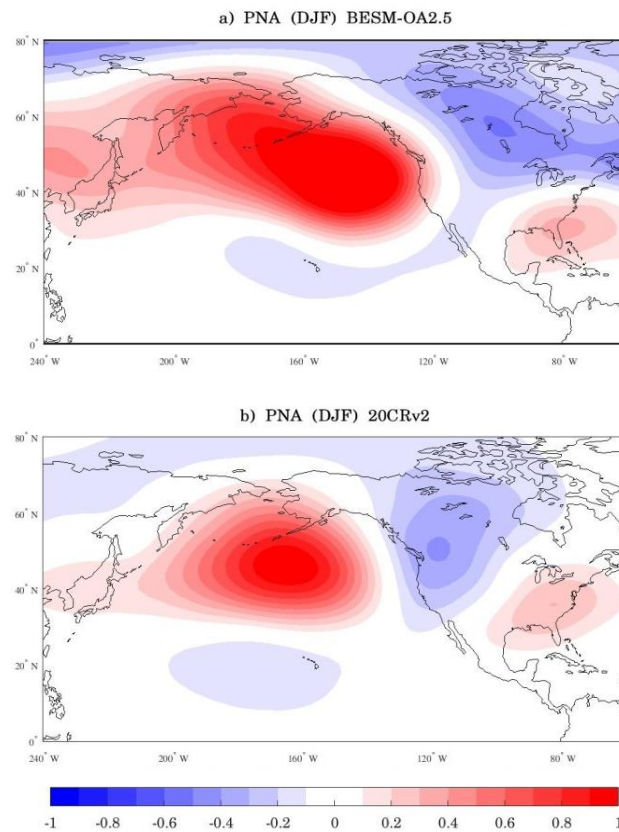 a) PNA (DJF) BESM-OA2.5
80° N
60° N
40° N
20° N
0°
240° W
200° W
160° W
120° W
80° W
b) PNA (DJF) 20CRv2
80° N
60° N
40° N
20° N
0°
240° W
200° W
160° W
120° W
80° W
-1 -0.8 -0.6 -0.4 -0.2 0 0.2 0.4 0.6 0.8 1